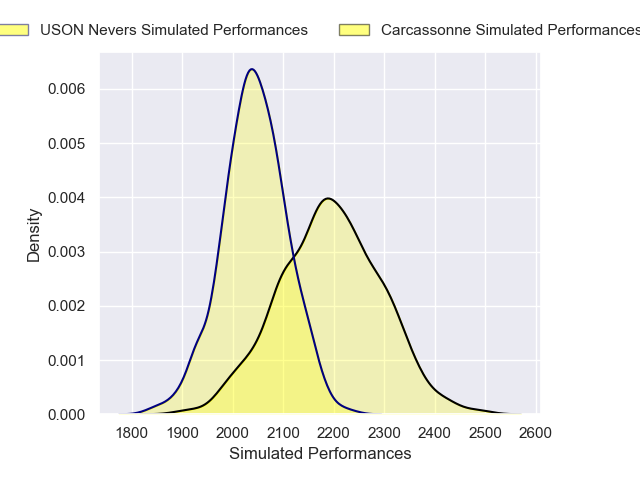 USON Nevers Simulated Performances Carcassonne Simulated Performances
0.006
0.005
0.004
0.003
0.002
0.001
0.000
Density
1800 1900 2000 2100 2200 2300 2400 2500 2600
Simulated Performances